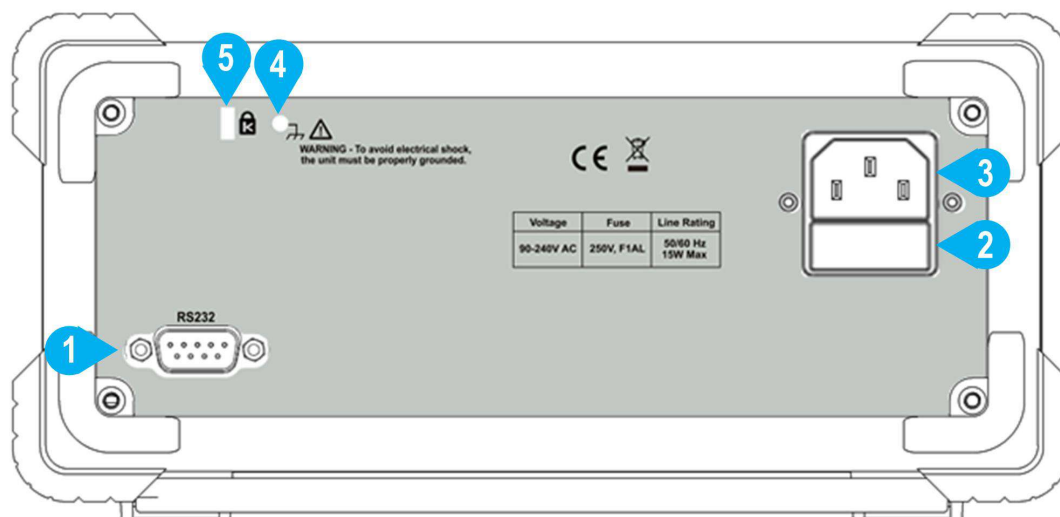 5
4
K
WARNING - To avoid electrical shock,
the unit must be properly grounded.
CE
3
Voltage Fuse Line Rating
90-240V AC 250V, F1AL 50/60 Hz
15W Max
2
RS232
1